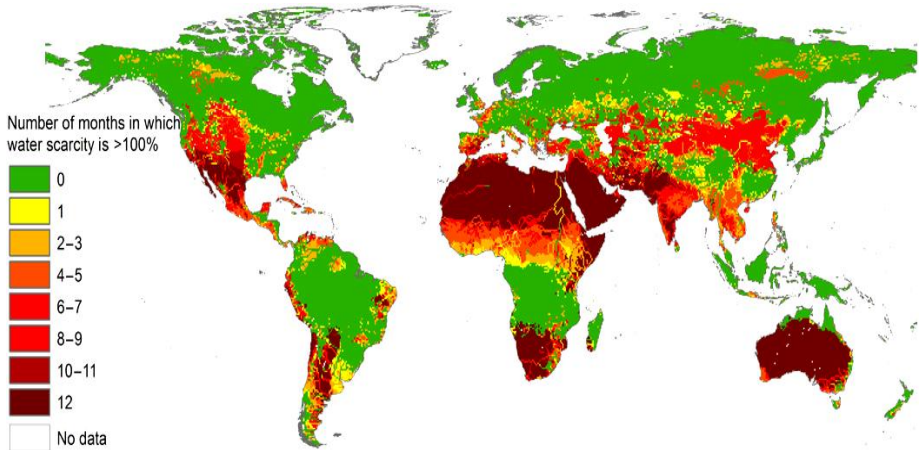 Number of months in which
water scarcity is >100%
0
1
2–3
4–5
6–7
8–9
10–11
12
No data